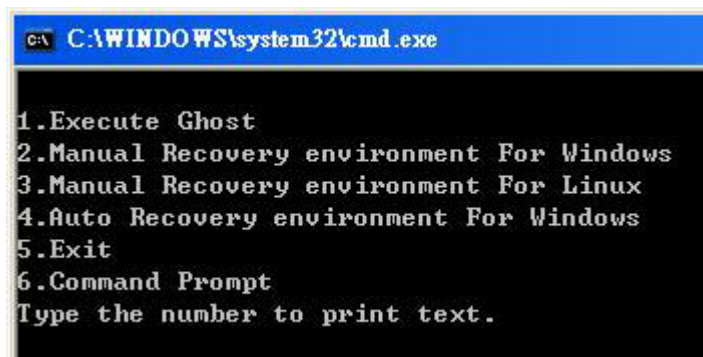 C:\WINDOWS\system32\cmd.exe
1.Execute Ghost
2.Manual Recovery environment For Windows
3.Manual Recovery environment For Linux
4.Auto Recovery environment For Windows
5.Exit
6.Command Prompt
Type the number to print text.